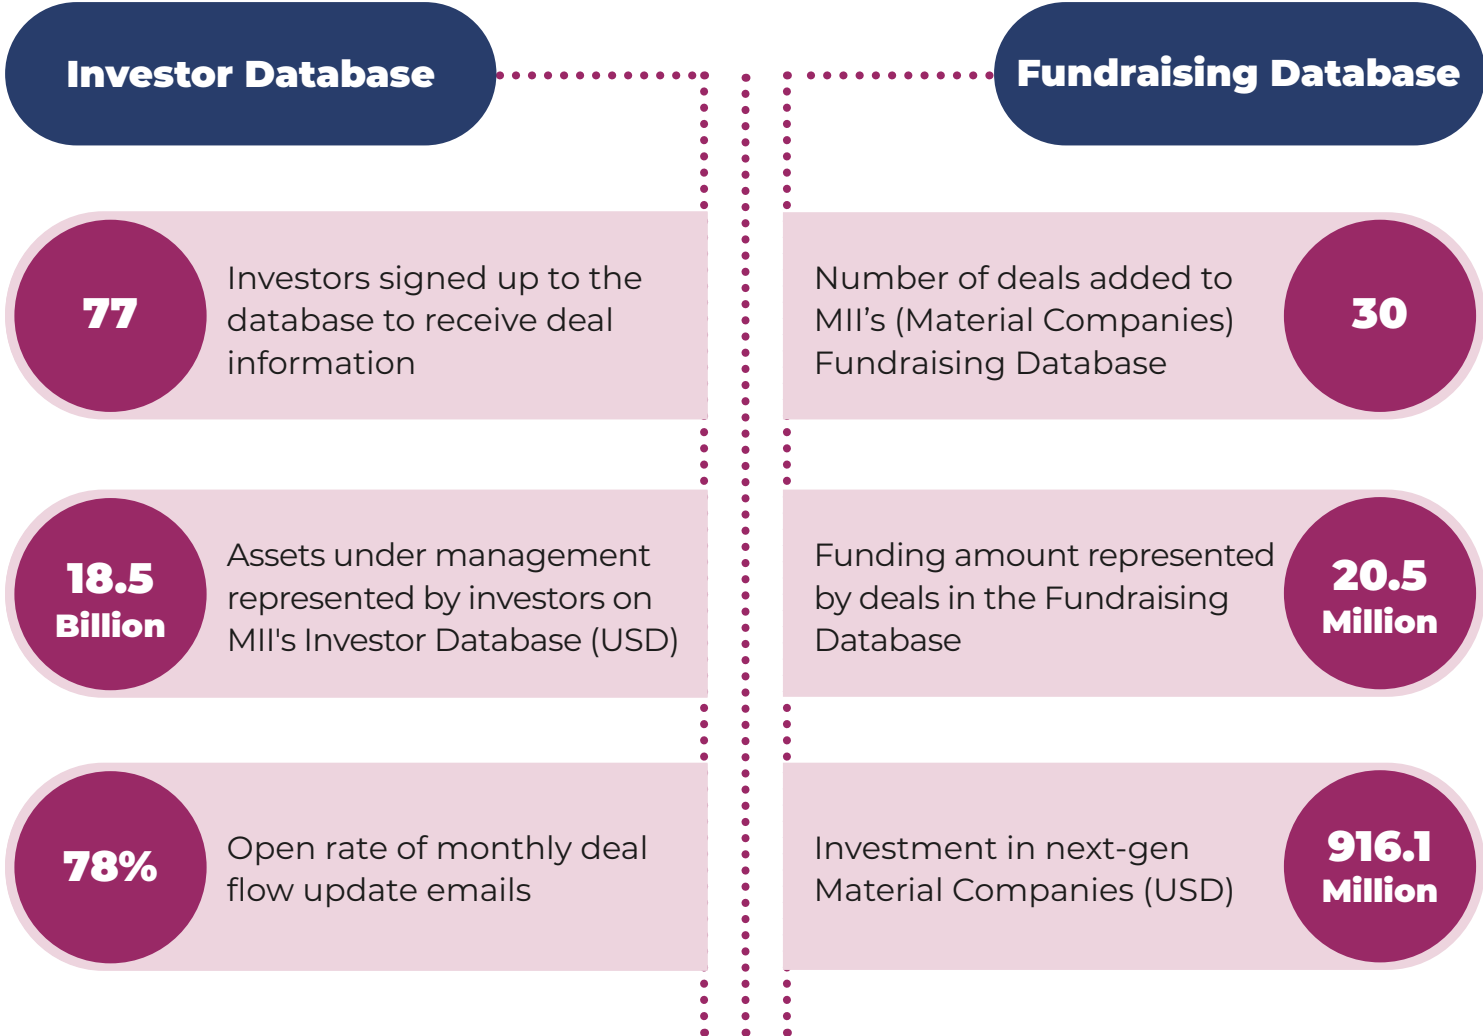 Investor Database
77
Investors signed up to the
database to receive deal
information
18.5
Billion
Assets under management
represented by investors on
MII's Investor Database (USD)
78%
Open rate of monthly deal
flow update emails
Fundraising Database
Number of deals added to
MII’s (Material Companies)
Fundraising Database
30
Funding amount represented
by deals in the Fundraising
Database
20.5
Million
Investment in next-gen
Material Companies (USD)
916.1
Million